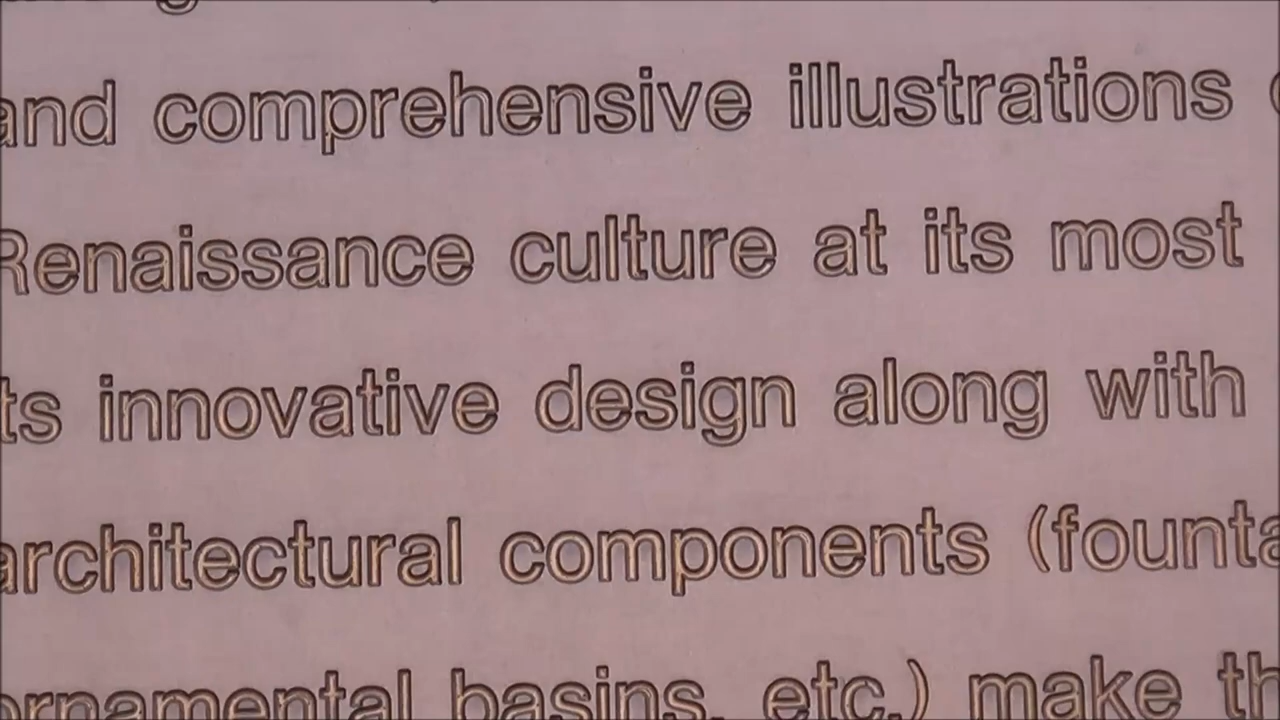 and comprehensive illustrations
Renaissance culture at its most
ts innovative design along with
architectural components (founta
ornamental basins, etc.) make th